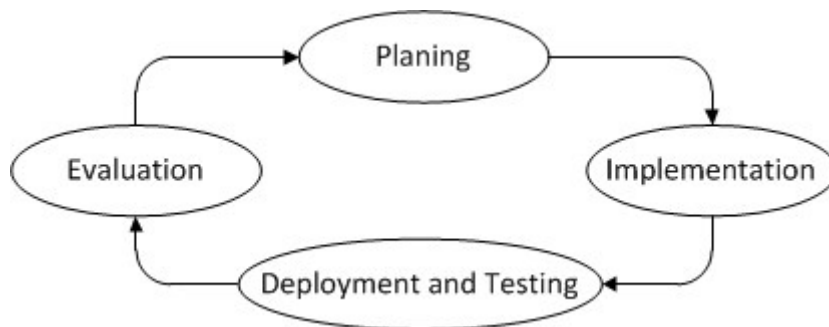 Planing
Evaluation
Implementation
Deployment and Testing